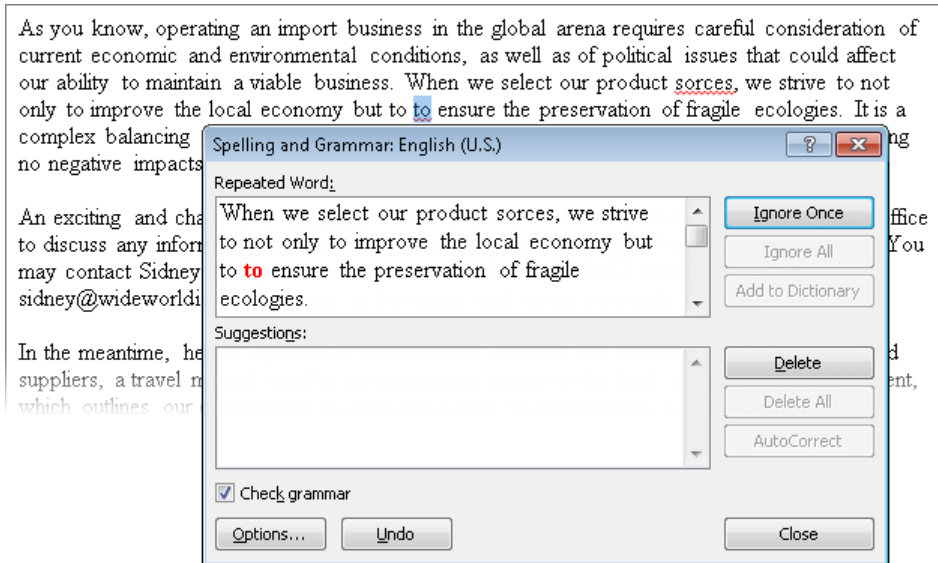 As you know, operating an import business in the global arena requires careful consideration of
current economic and environmental conditions, as well as of political issues that could affect
our ability to maintain a viable business. When we select our product sorces, we strive to not
only to improve the local economy but to to ensure the preservation of fragile ecologies. It is a
complex balancing
no negative impacts
Spelling and Grammar: English (U.S.)
Repeated Word:
When we select our product sorces, we strive
to not only to improve the local economy but
to to ensure the preservation of fragile
ecologies.
Ignore Once
Ignore All
Add to Dictionary
An exciting and cha
to discuss any inform You
may contact Sidney
sidney@wideworldi
Suggestions:
In the meantime, he
suppliers, a travel
which outlines our
Delete
Delete All
AutoCorrect
Check grammar
Options...
Undo
Close